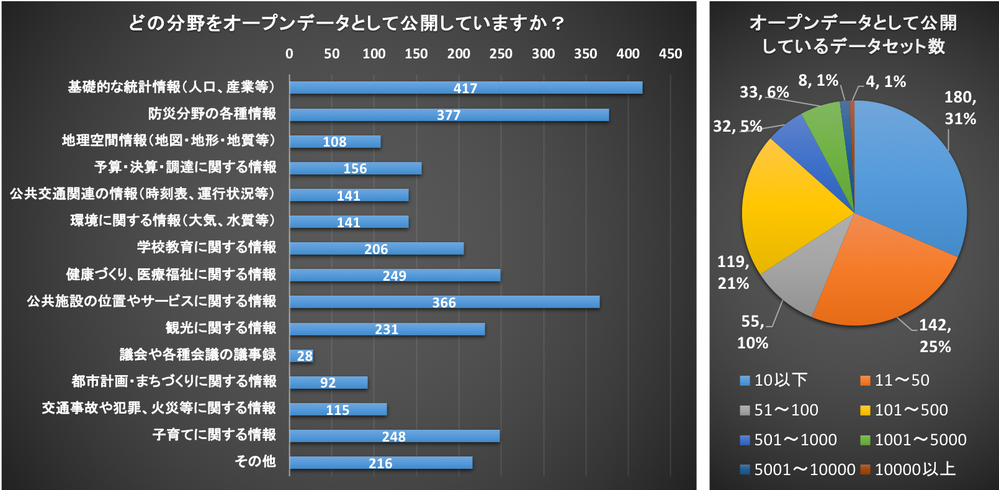 どの分野をオープンデータとして公開していますか？
0 50 100 150 200 250 300 350 400 450
基礎的な統計情報（人口、産業等） 417
防災分野の各種情報 377
地理空間情報（地図・地形・地質等） 108
予算・決算・調達に関する情報 156
公共交通関連の情報（時刻表、運行状況等） 141
環境に関する情報（大気、水質等） 141
学校教育に関する情報 206
健康づくり、医療福祉に関する情報 249
公共施設の位置やサービスに関する情報 366
観光に関する情報 231
議会や各種会議の議事録 28
都市計画・まちづくりに関する情報 92
交通事故や犯罪、火災等に関する情報 115
子育てに関する情報 248
その他 216
オープンデータとして公開
しているデータセット数
180,
31%
142,
25%
55,
10%
119,
21%
32, 5%
33, 6%
8, 1%
4, 1%
10以下 11～50
51～100 101～500
501～1000 1001～5000
5001～10000 10000以上